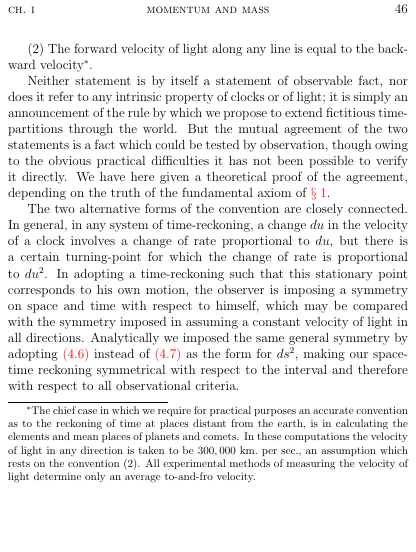 CH. I MOMENTUM AND MASS 46
(2) The forward velocity of light along any line is equal to the back-
ward velocity*.
Neither statement is by itself a statement of observable fact, nor
does it refer to any intrinsic property of clocks or of light; it is simply an
announcement of the rule by which we propose to extend fictitious time-
partitions through the world. But the mutual agreement of the two
statements is a fact which could be tested by observation, though owing
to the obvious practical difficulties it has not been possible to verify
it directly. We have here given a theoretical proof of the agreement,
depending on the truth of the fundamental axiom of § 1.
The two alternative forms of the convention are closely connected.
In general, in any system of time-reckoning, a change du in the velocity
of a clock involves a change of rate proportional to du, but there is
a certain turning-point for which the change of rate is proportional
to du². In adopting a time-reckoning such that this stationary point
corresponds to his own motion, the observer is imposing a symmetry
on space and time with respect to himself, which may be compared
with the symmetry imposed in assuming a constant velocity of light in
all directions. Analytically we imposed the same general symmetry by
adopting (4.6) instead of (4.7) as the form for ds², making our space-
time reckoning symmetrical with respect to the interval and therefore
with respect to all observational criteria.
*The chief case in which we require for practical purposes an accurate convention
as to the reckoning of time at places distant from the earth, is in calculating the
elements and mean places of planets and comets. In these computations the velocity
of light in any direction is taken to be 300,000 km. per sec., an assumption which
rests on the convention (2). All experimental methods of measuring the velocity of
light determine only an average to-and-fro velocity.